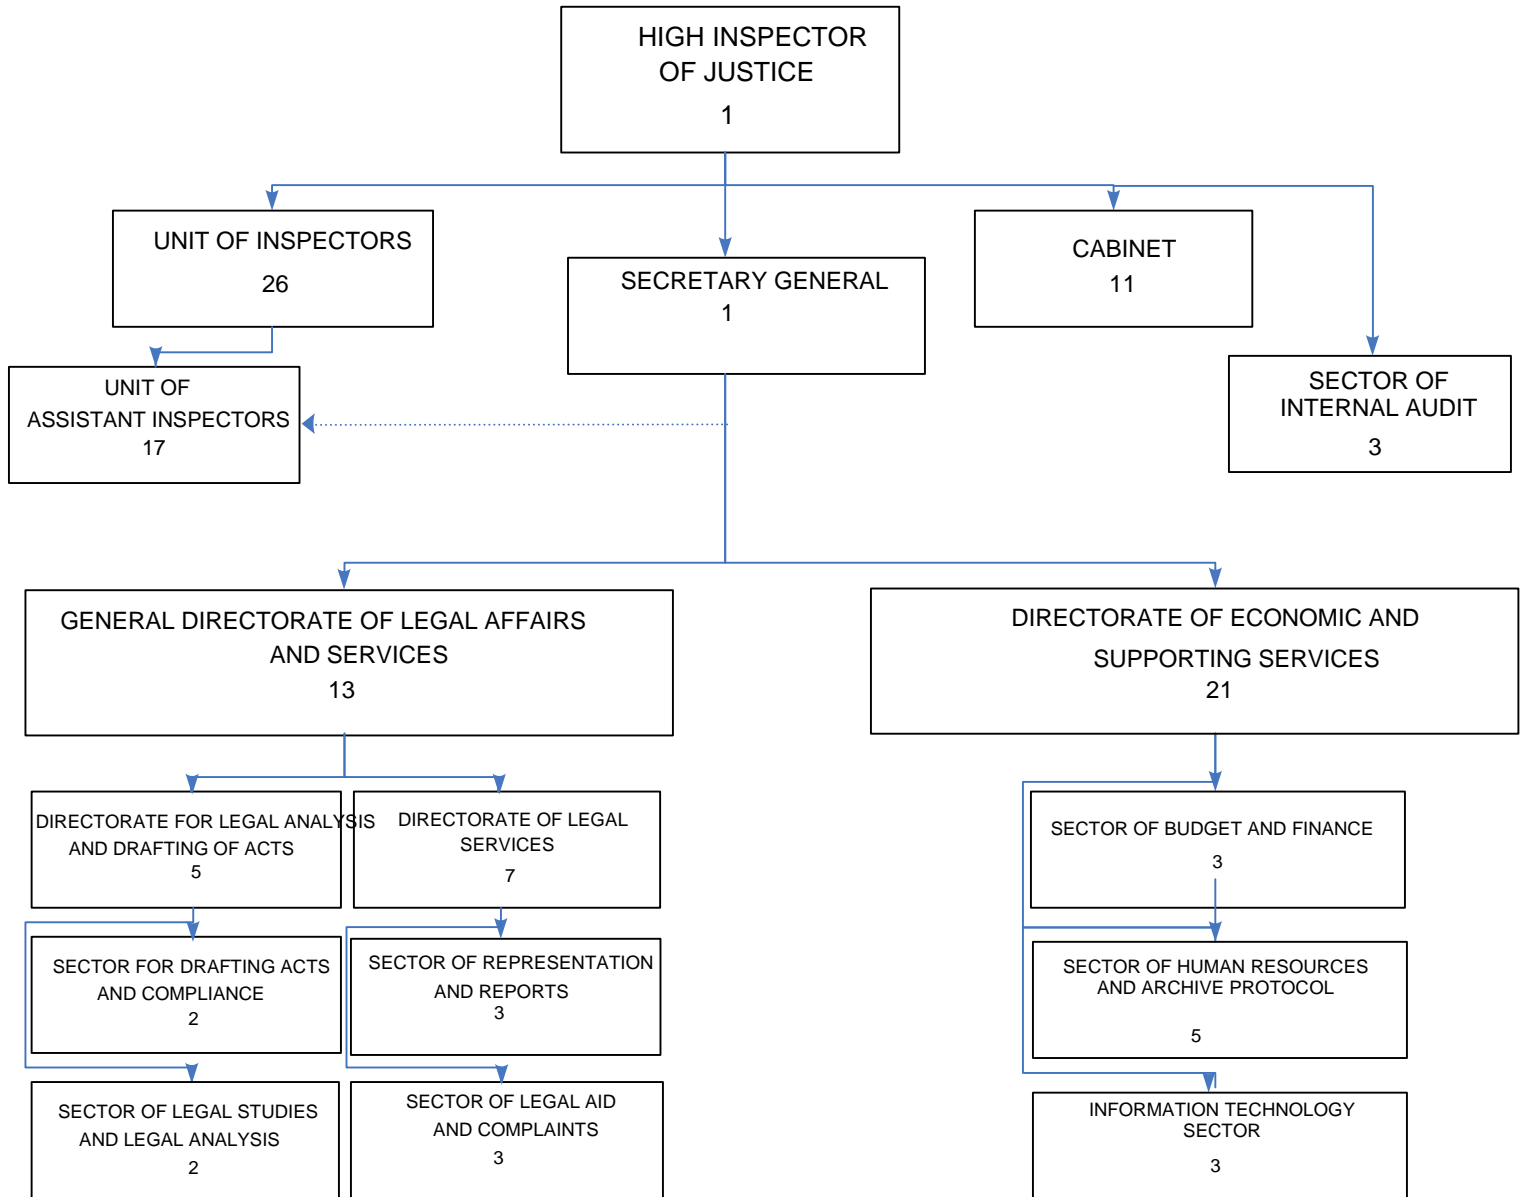 HIGH INSPECTOR
OF JUSTICE
1
UNIT OF INSPECTORS
26
SECRETARY GENERAL
1
CABINET
11
UNIT OF
ASSISTANT INSPECTORS
17
SECTOR OF
INTERNAL AUDIT
3
GENERAL DIRECTORATE OF LEGAL AFFAIRS
AND SERVICES
13
DIRECTORATE OF ECONOMIC AND
SUPPORTING SERVICES
21
DIRECTORATE FOR LEGAL ANALYSIS
AND DRAFTING OF ACTS
5
DIRECTORATE OF LEGAL
SERVICES
7
SECTOR OF BUDGET AND FINANCE
3
SECTOR FOR DRAFTING ACTS
AND COMPLIANCE
2
SECTOR OF REPRESENTATION
AND REPORTS
3
SECTOR OF HUMAN RESOURCES
AND ARCHIVE PROTOCOL
5
SECTOR OF LEGAL STUDIES
AND LEGAL ANALYSIS
2
SECTOR OF LEGAL AID
AND COMPLAINTS
3
INFORMATION TECHNOLOGY
SECTOR
3